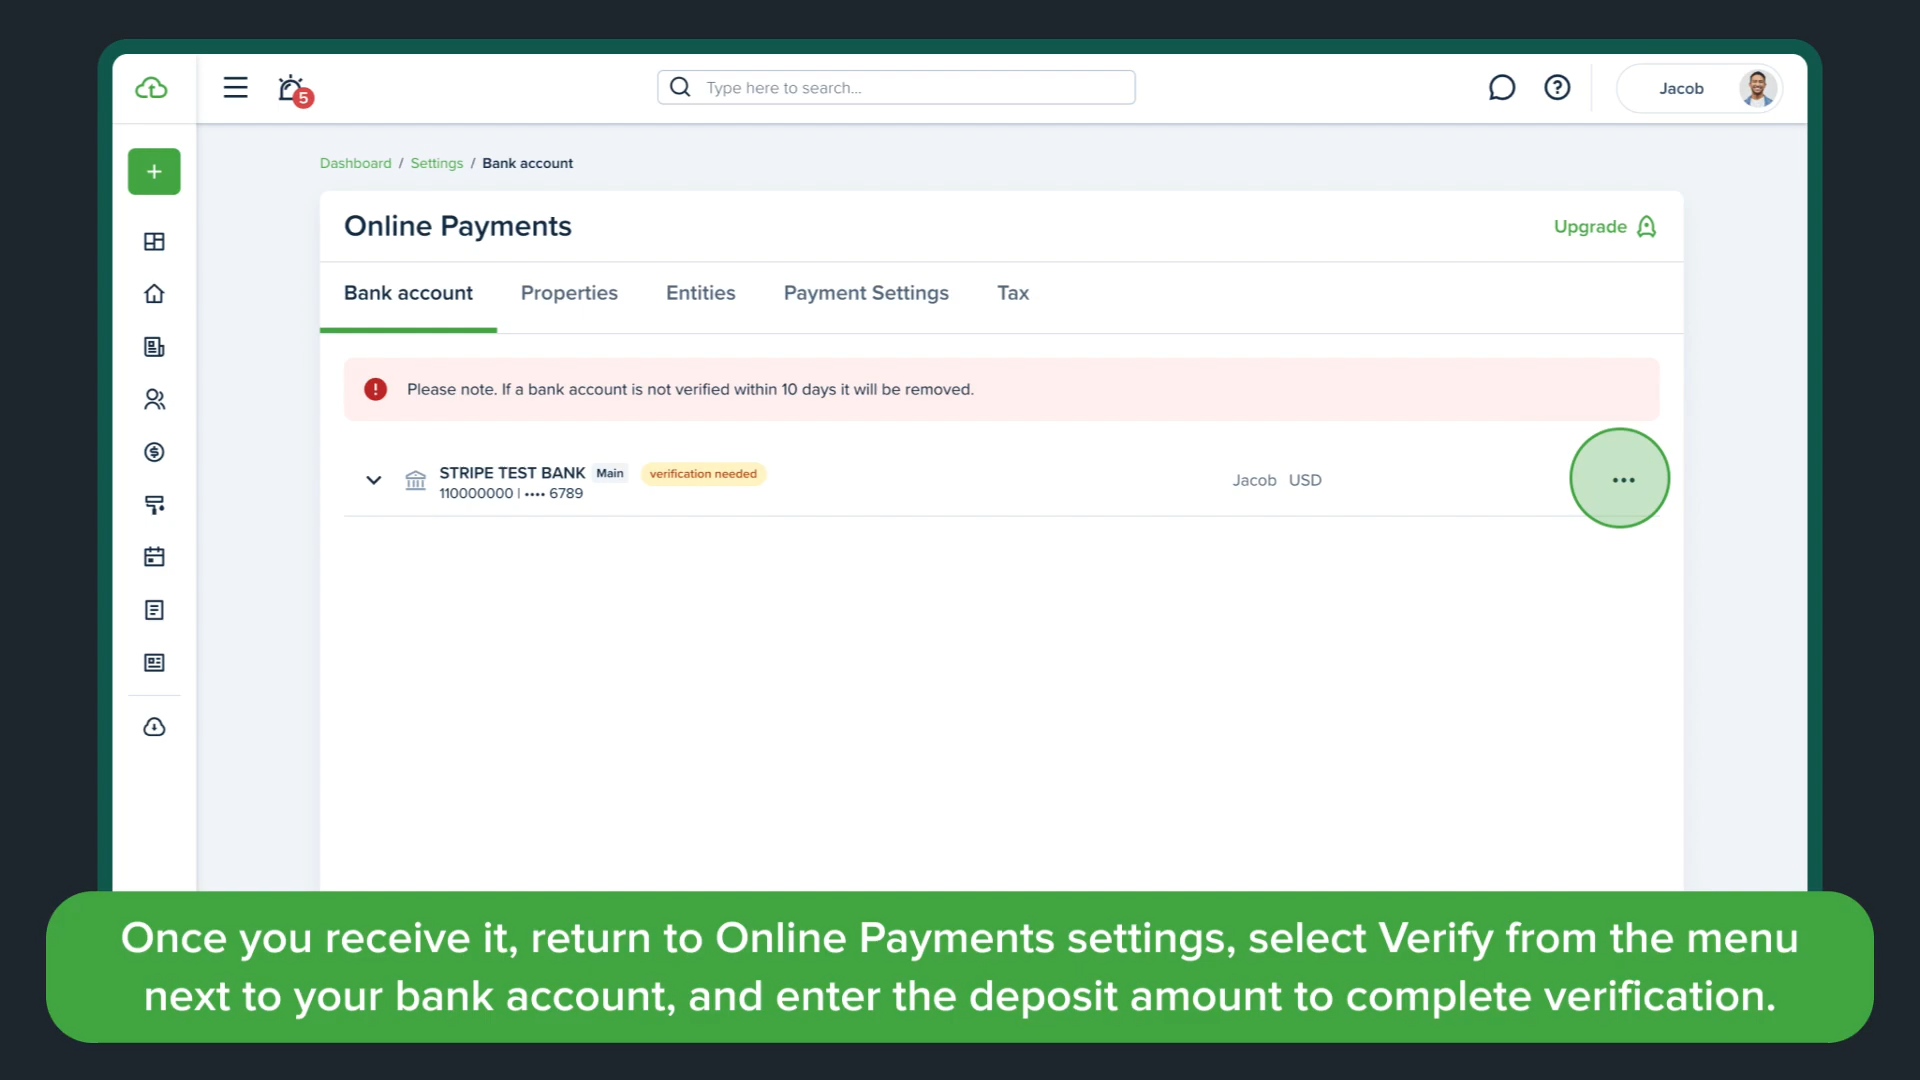 5
Type here to search...
Jacob
Dashboard / Settings / Bank account
Online Payments
Upgrade
Bank account Properties Entities Payment Settings Tax
Please note. If a bank account is not verified within 10 days it will be removed.
STRIPE TEST BANK Main verification needed
110000000 | •••• 6789
Jacob USD
Once you receive it, return to Online Payments settings, select Verify from the menu
next to your bank account, and enter the deposit amount to complete verification.